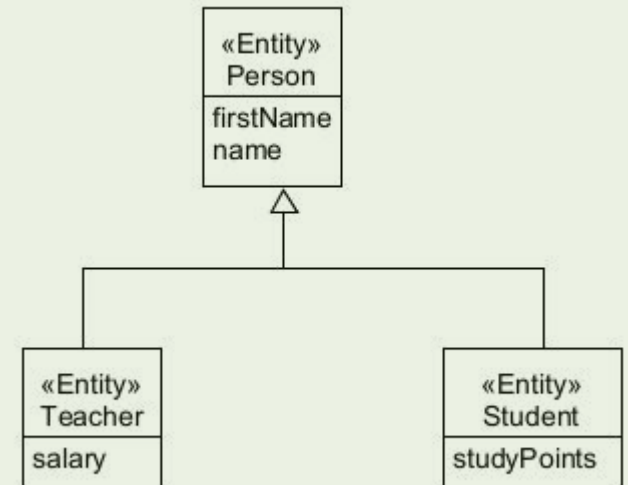 «Entity»
Person
firstName
name
«Entity»
Teacher
salary
«Entity»
Student
studyPoints